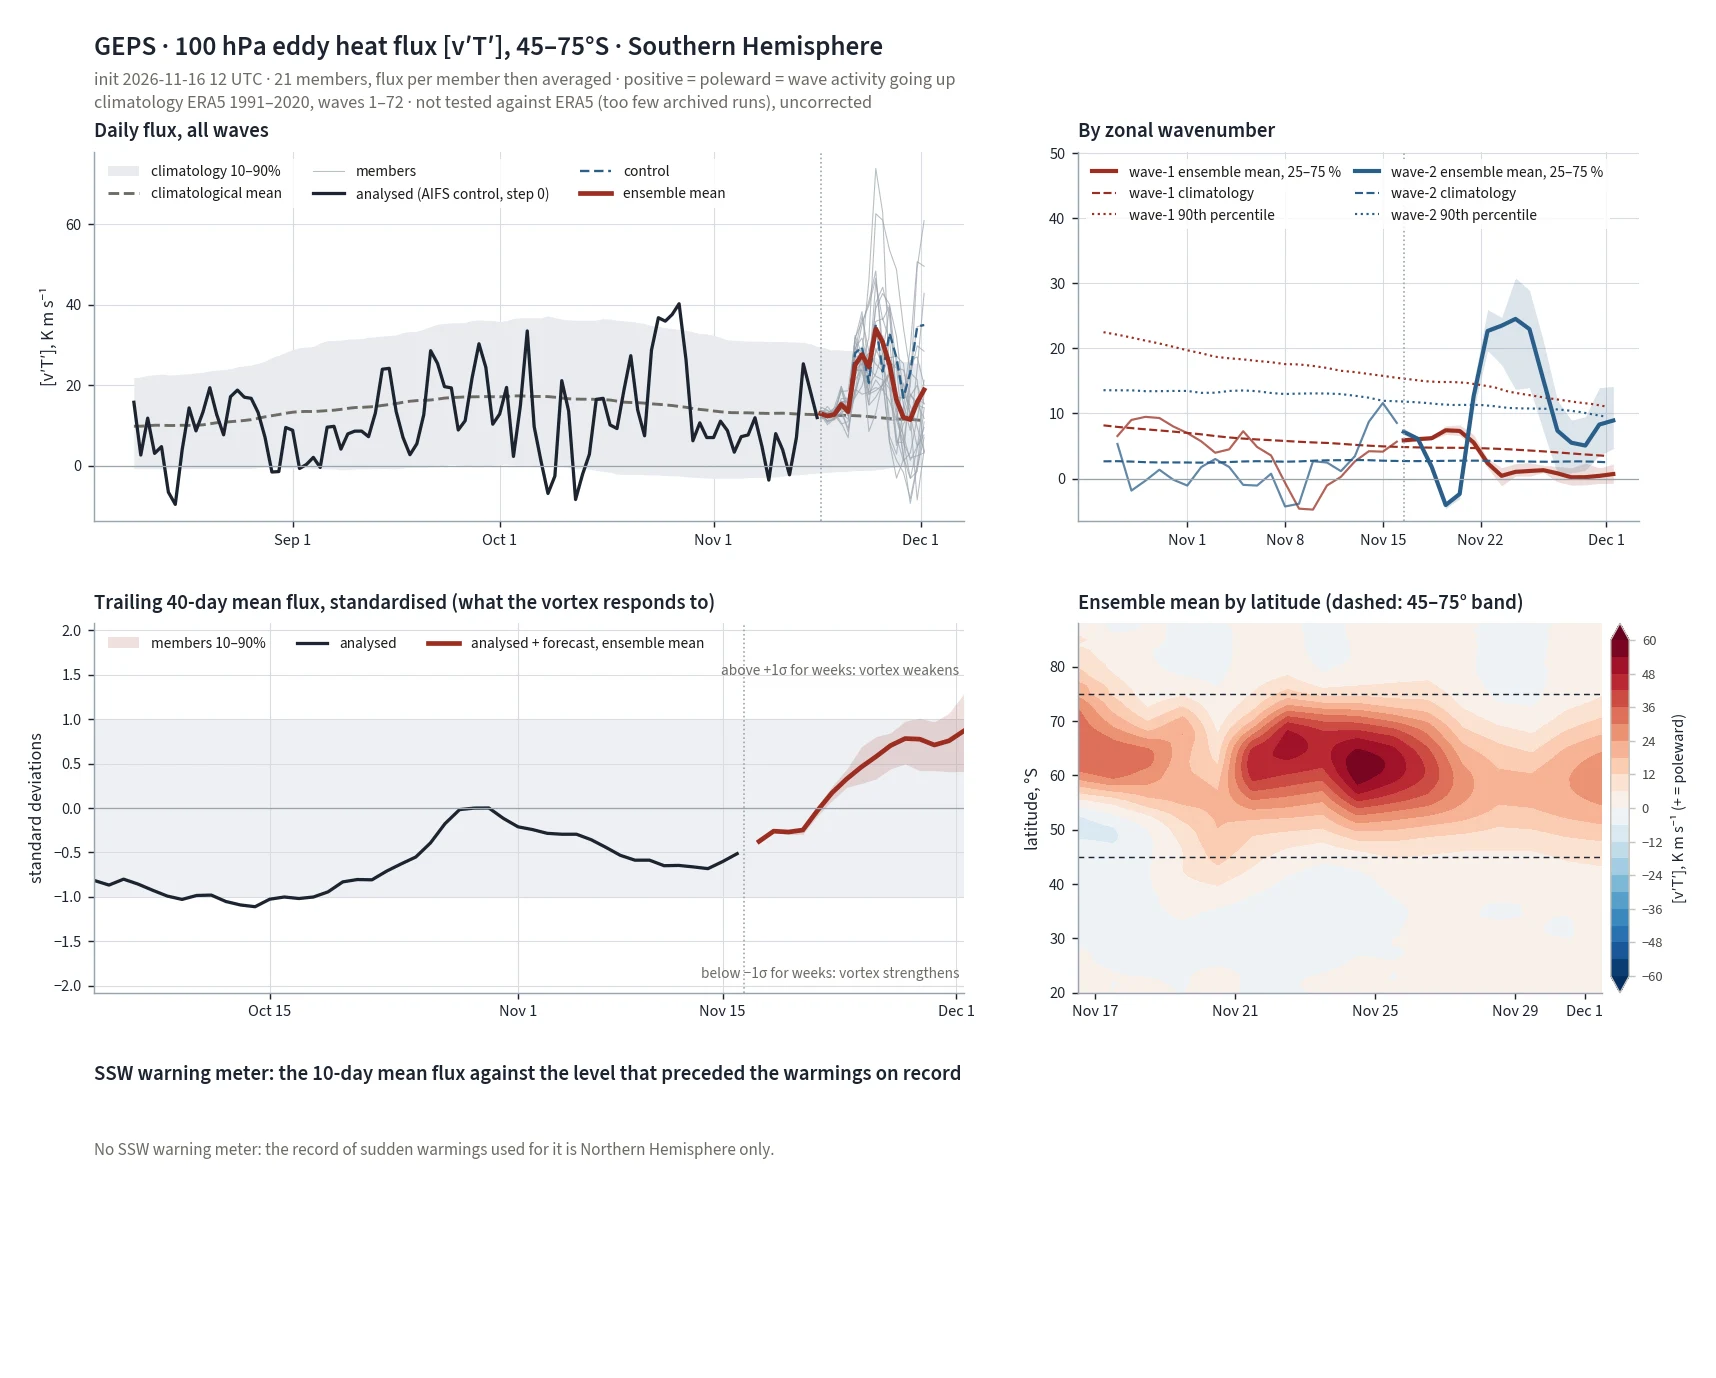 GEPS · 100 hPa eddy heat flux [v′T′], 45–75°S · Southern Hemisphere
init 2026-11-16 12 UTC · 21 members, flux per member then averaged · positive = poleward = wave activity going up
climatology ERA5 1991–2020, waves 1–72 · not tested against ERA5 (too few archived runs), uncorrected
Daily flux, all waves
climatology 10–90%
members
control
climatological mean
analysed (AIFS control, step 0)
ensemble mean
[v′T′], K m s⁻¹
60
40
20
0
Sep 1
Oct 1
Nov 1
Dec 1
By zonal wavenumber
wave-1 ensemble mean, 25–75 %
wave-2 ensemble mean, 25–75 %
wave-1 climatology
wave-2 climatology
wave-1 90th percentile
wave-2 90th percentile
50
40
30
20
10
0
Nov 1
Nov 8
Nov 15
Nov 22
Dec 1
Trailing 40-day mean flux, standardised (what the vortex responds to)
members 10–90%
analysed
analysed + forecast, ensemble mean
above +1σ for weeks: vortex weakens
below −1σ for weeks: vortex strengthens
standard deviations
2.0
1.5
1.0
0.5
0.0
−0.5
−1.0
−1.5
−2.0
Oct 15
Nov 1
Nov 15
Dec 1
Ensemble mean by latitude (dashed: 45–75° band)
latitude, °S
80
70
60
50
40
30
20
Nov 17
Nov 21
Nov 25
Nov 29
Dec 1
60
48
36
24
12
0
−12
−24
−36
−48
−60
[v′T′], K m s⁻¹ (+ = poleward)
SSW warning meter: the 10-day mean flux against the level that preceded the warmings on record
No SSW warning meter: the record of sudden warmings used for it is Northern Hemisphere only.